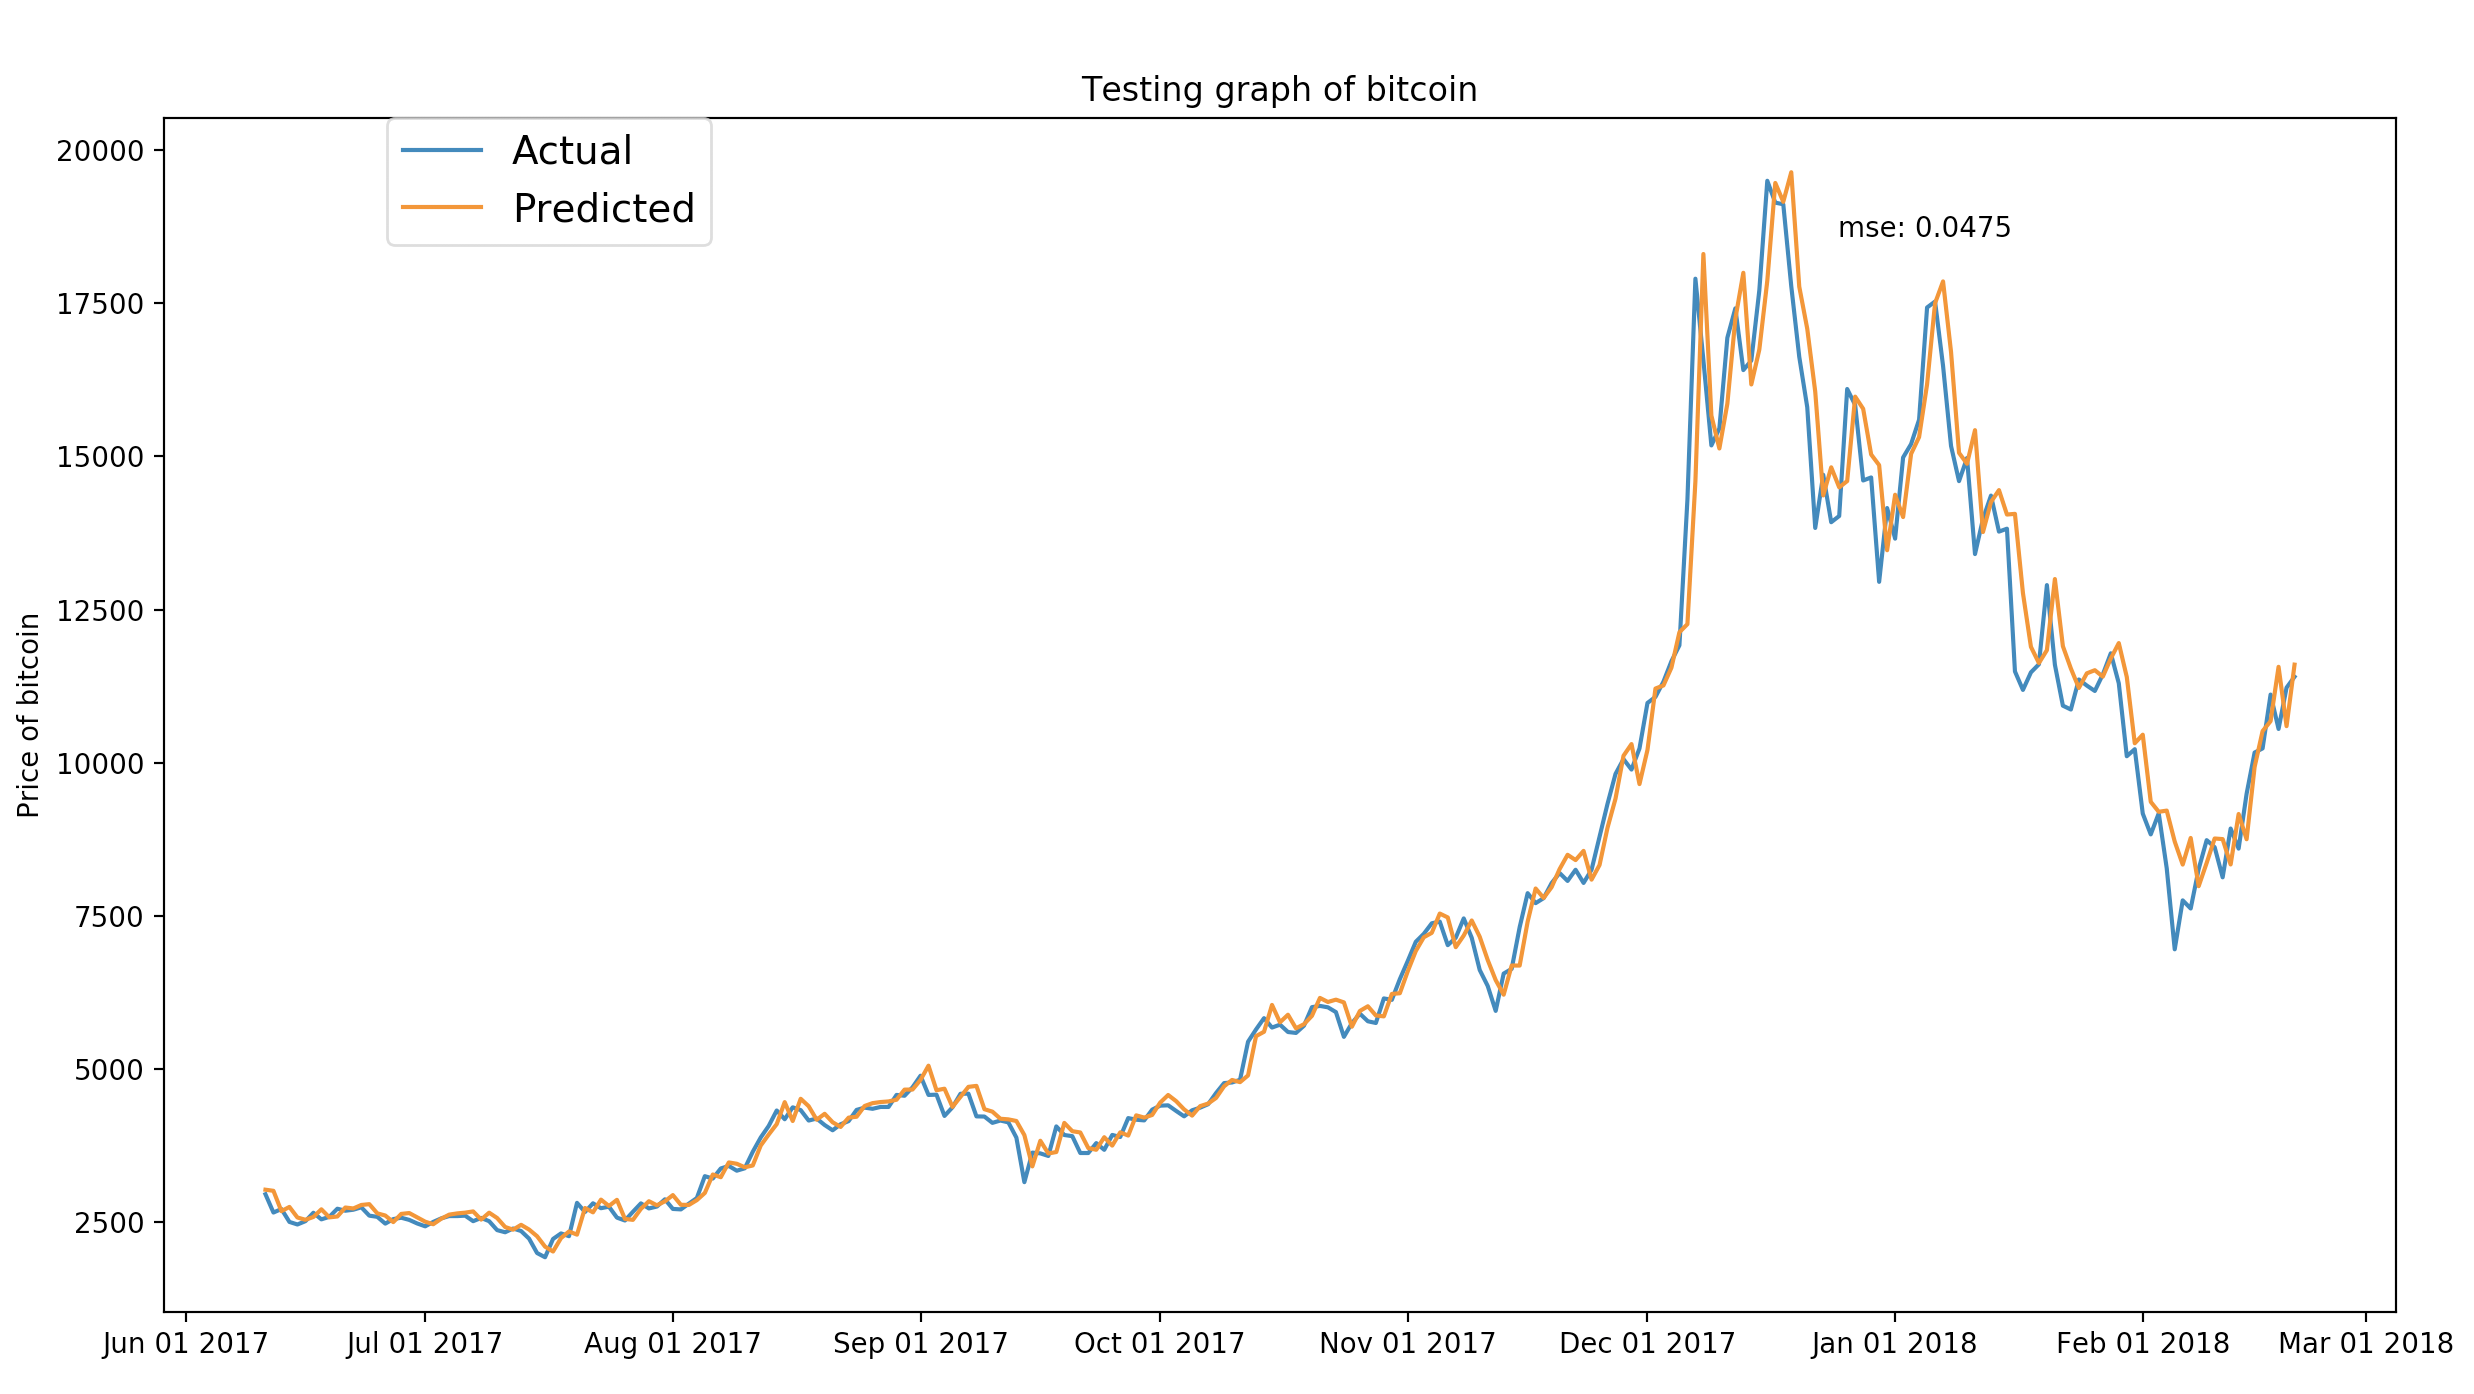 Testing graph of bitcoin
Actual
Predicted
mse: 0.0475
Price of bitcoin
20000
17500
15000
12500
10000
7500
5000
2500
Jun 01 2017
Jul 01 2017
Aug 01 2017
Sep 01 2017
Oct 01 2017
Nov 01 2017
Dec 01 2017
Jan 01 2018
Feb 01 2018
Mar 01 2018